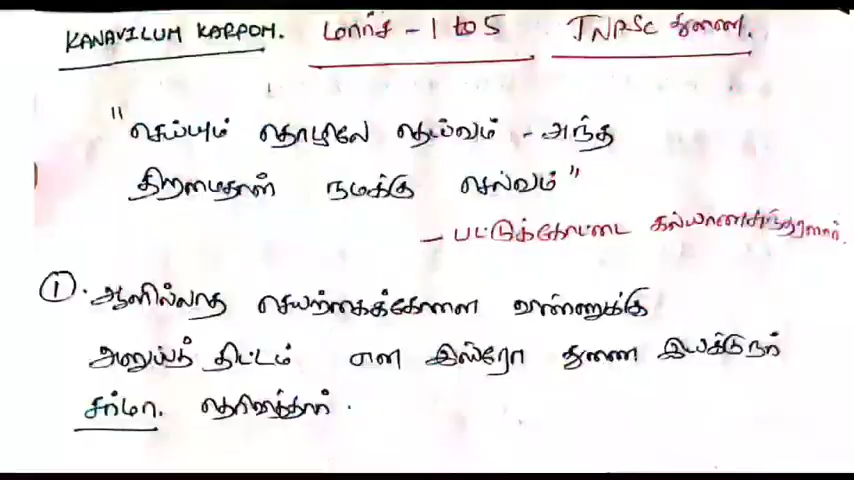 KANAVILUM KARPOM. மார்ச் - 1 to 5 TNPSC துணை.
"செய்யும் தொழிலே தெய்வம் - அந்த
திறமைதான் நமக்கு செல்வம்"
- பட்டுக்கோட்டை கல்யாணசுந்தரனார்.
① . ஆளில்லாத செயற்கைக்கோளை விண்ணுக்கு
அனுப்பத் திட்டம் என இஸ்ரோ துணை இயக்குநர்
சர்மா. தெரிவித்தார் .